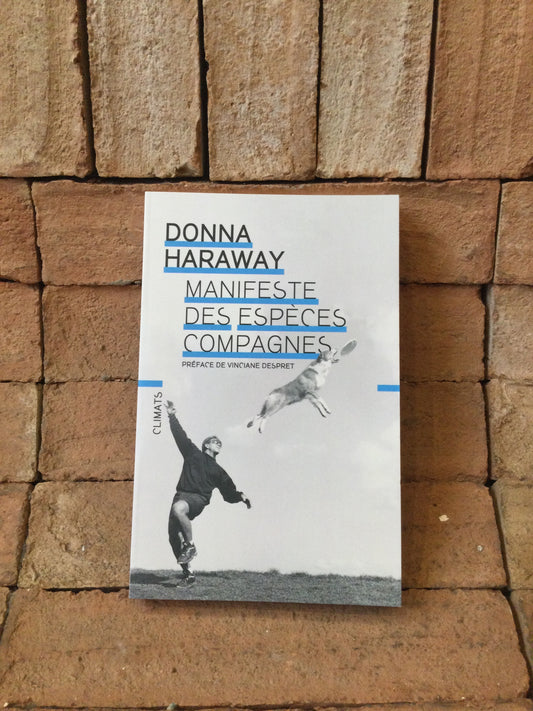 DONNA
HARAWAY
MANIFESTE
DES ESPÈCES
COMPAGNES
PRÉFACE DE VINCIANE DESPRET
CLIMATS